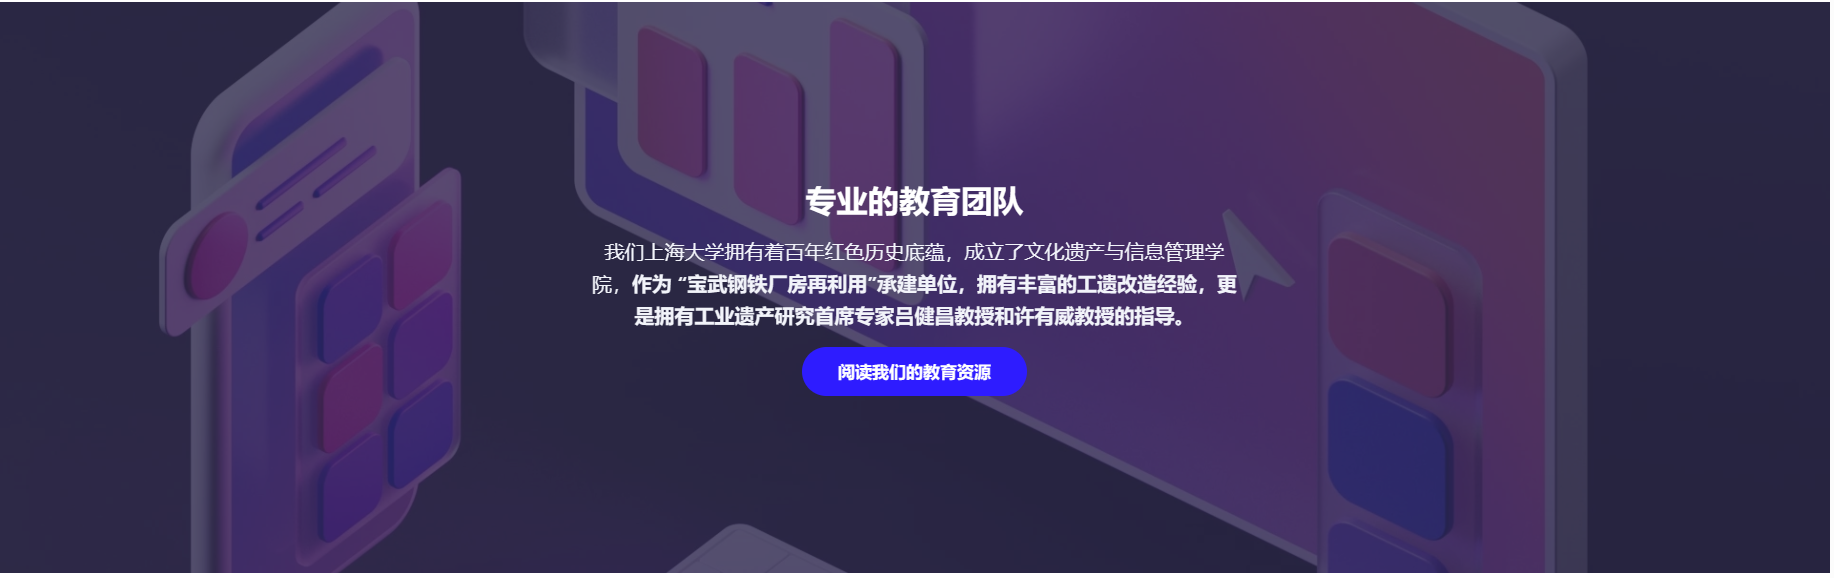 专业的教育团队
我们上海大学拥有着百年红色历史底蕴，成立了文化遗产与信息管理学
院，作为 “宝武钢铁厂房再利用”承建单位，拥有丰富的工遗改造经验，更
是拥有工业遗产研究首席专家吕健昌教授和许有威教授的指导。
阅读我们的教育资源